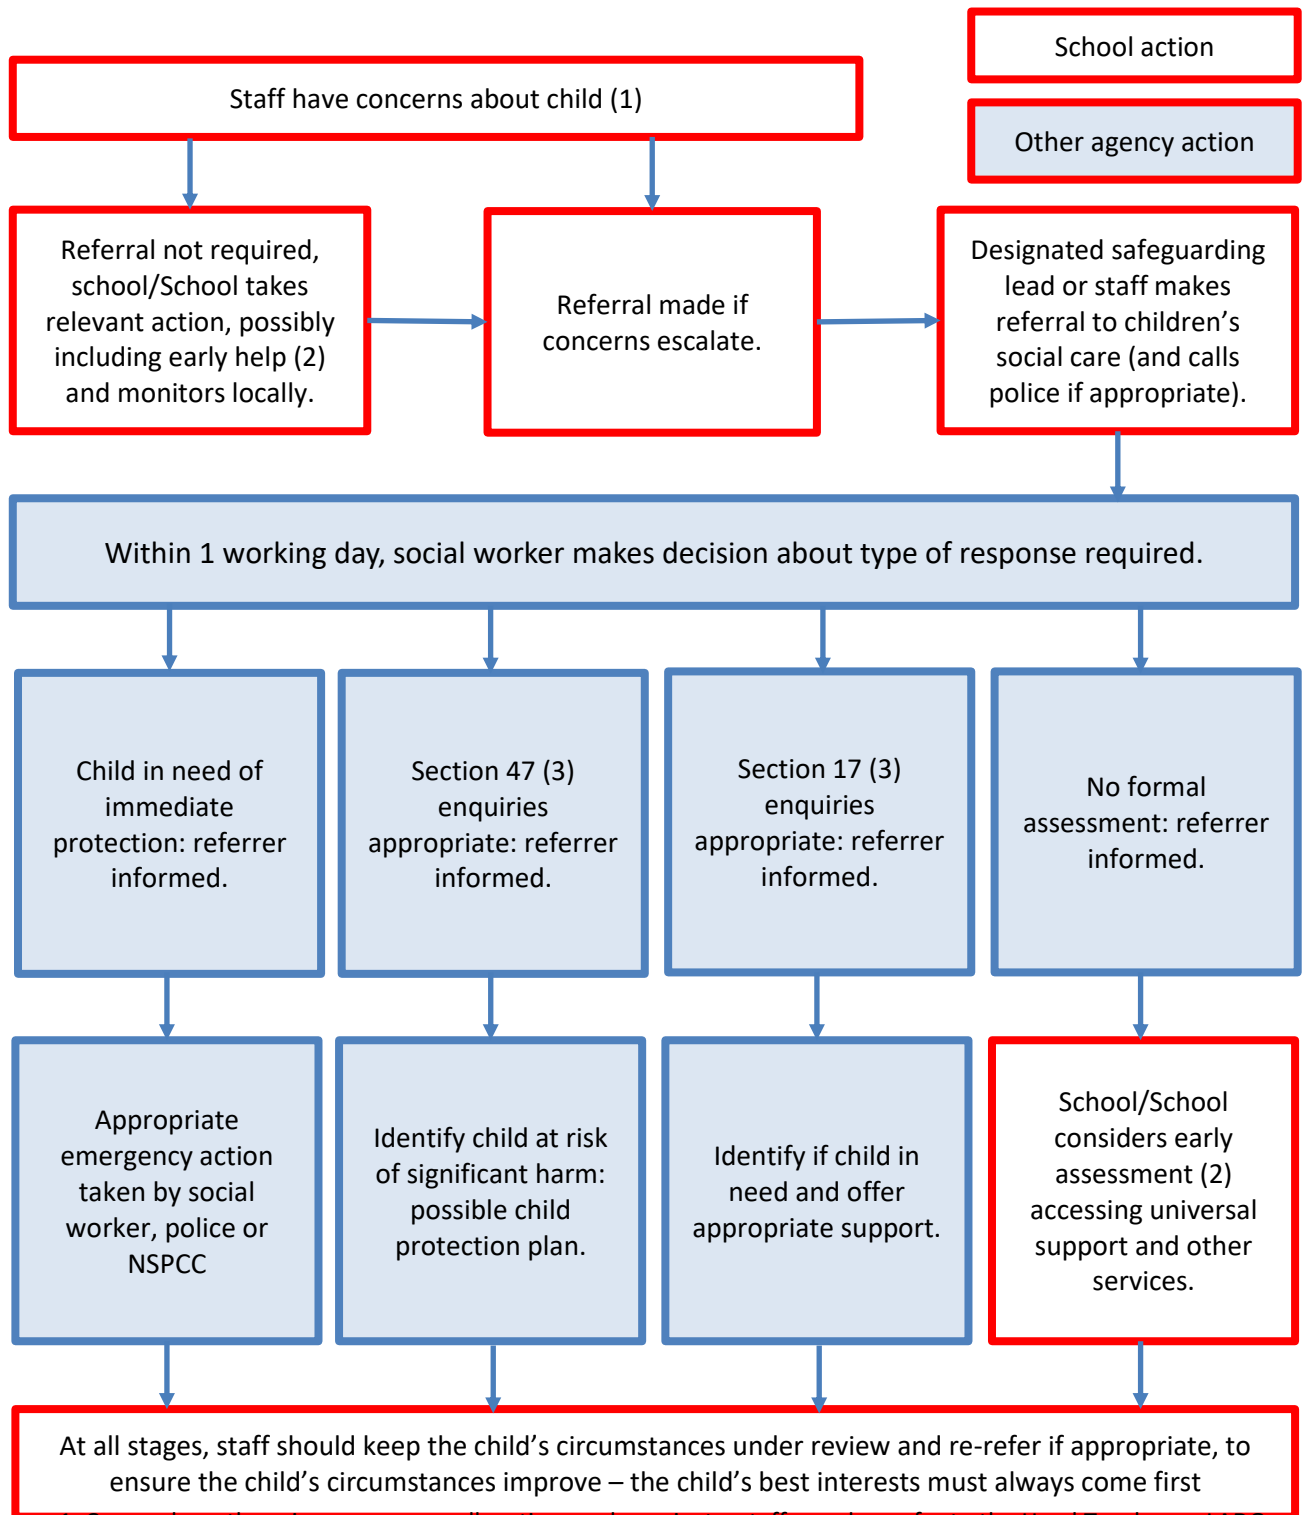 School action
Staff have concerns about child (1)
Other agency action
Referral not required,
school/School takes
relevant action, possibly
including early help (2)
and monitors locally.
Referral made if
concerns escalate.
Designated safeguarding
lead or staff makes
referral to children’s
social care (and calls
police if appropriate).
Within 1 working day, social worker makes decision about type of response required.
Child in need of
immediate
protection: referrer
informed.
Section 47 (3)
enquiries
appropriate: referrer
informed.
Section 17 (3)
enquiries
appropriate: referrer
informed.
No formal
assessment: referrer
informed.
Appropriate
emergency action
taken by social
worker, police or
NSPCC
Identify child at risk
of significant harm:
possible child
protection plan.
Identify if child in
need and offer
appropriate support.
School/School
considers early
assessment (2)
accessing universal
support and other
services.
At all stages, staff should keep the child’s circumstances under review and re-refer if appropriate, to
ensure the child’s circumstances improve – the child’s best interests must always come first